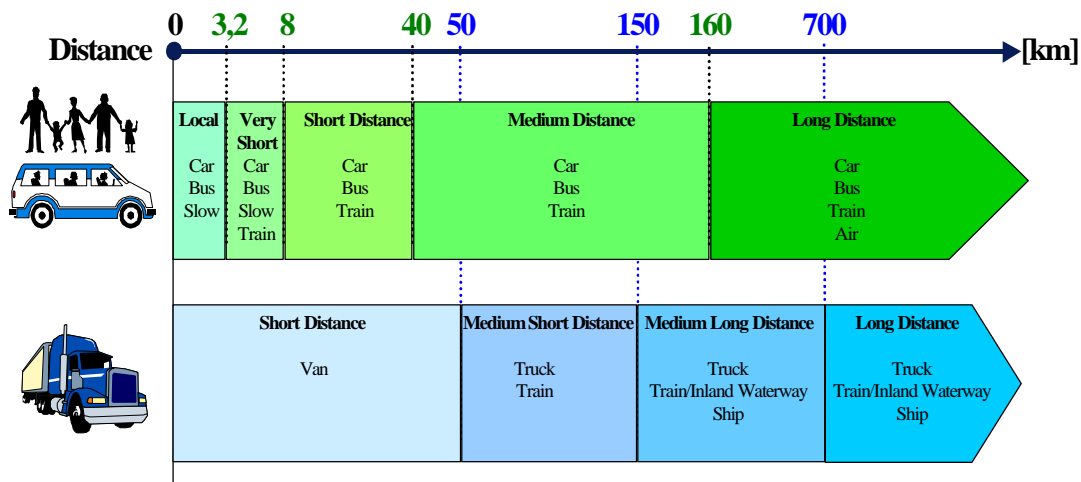 0 3,2 8 40 50 150 160 700
Distance [km]
Local
Car
Bus
Slow
Very
Short
Car
Bus
Slow
Train
Short Distance
Car
Bus
Train
Medium Distance
Car
Bus
Train
Long Distance
Car
Bus
Train
Air
Short Distance
Van
Medium Short Distance
Truck
Train
Medium Long Distance
Truck
Train/Inland Waterway
Ship
Long Distance
Truck
Train/Inland Waterway
Ship